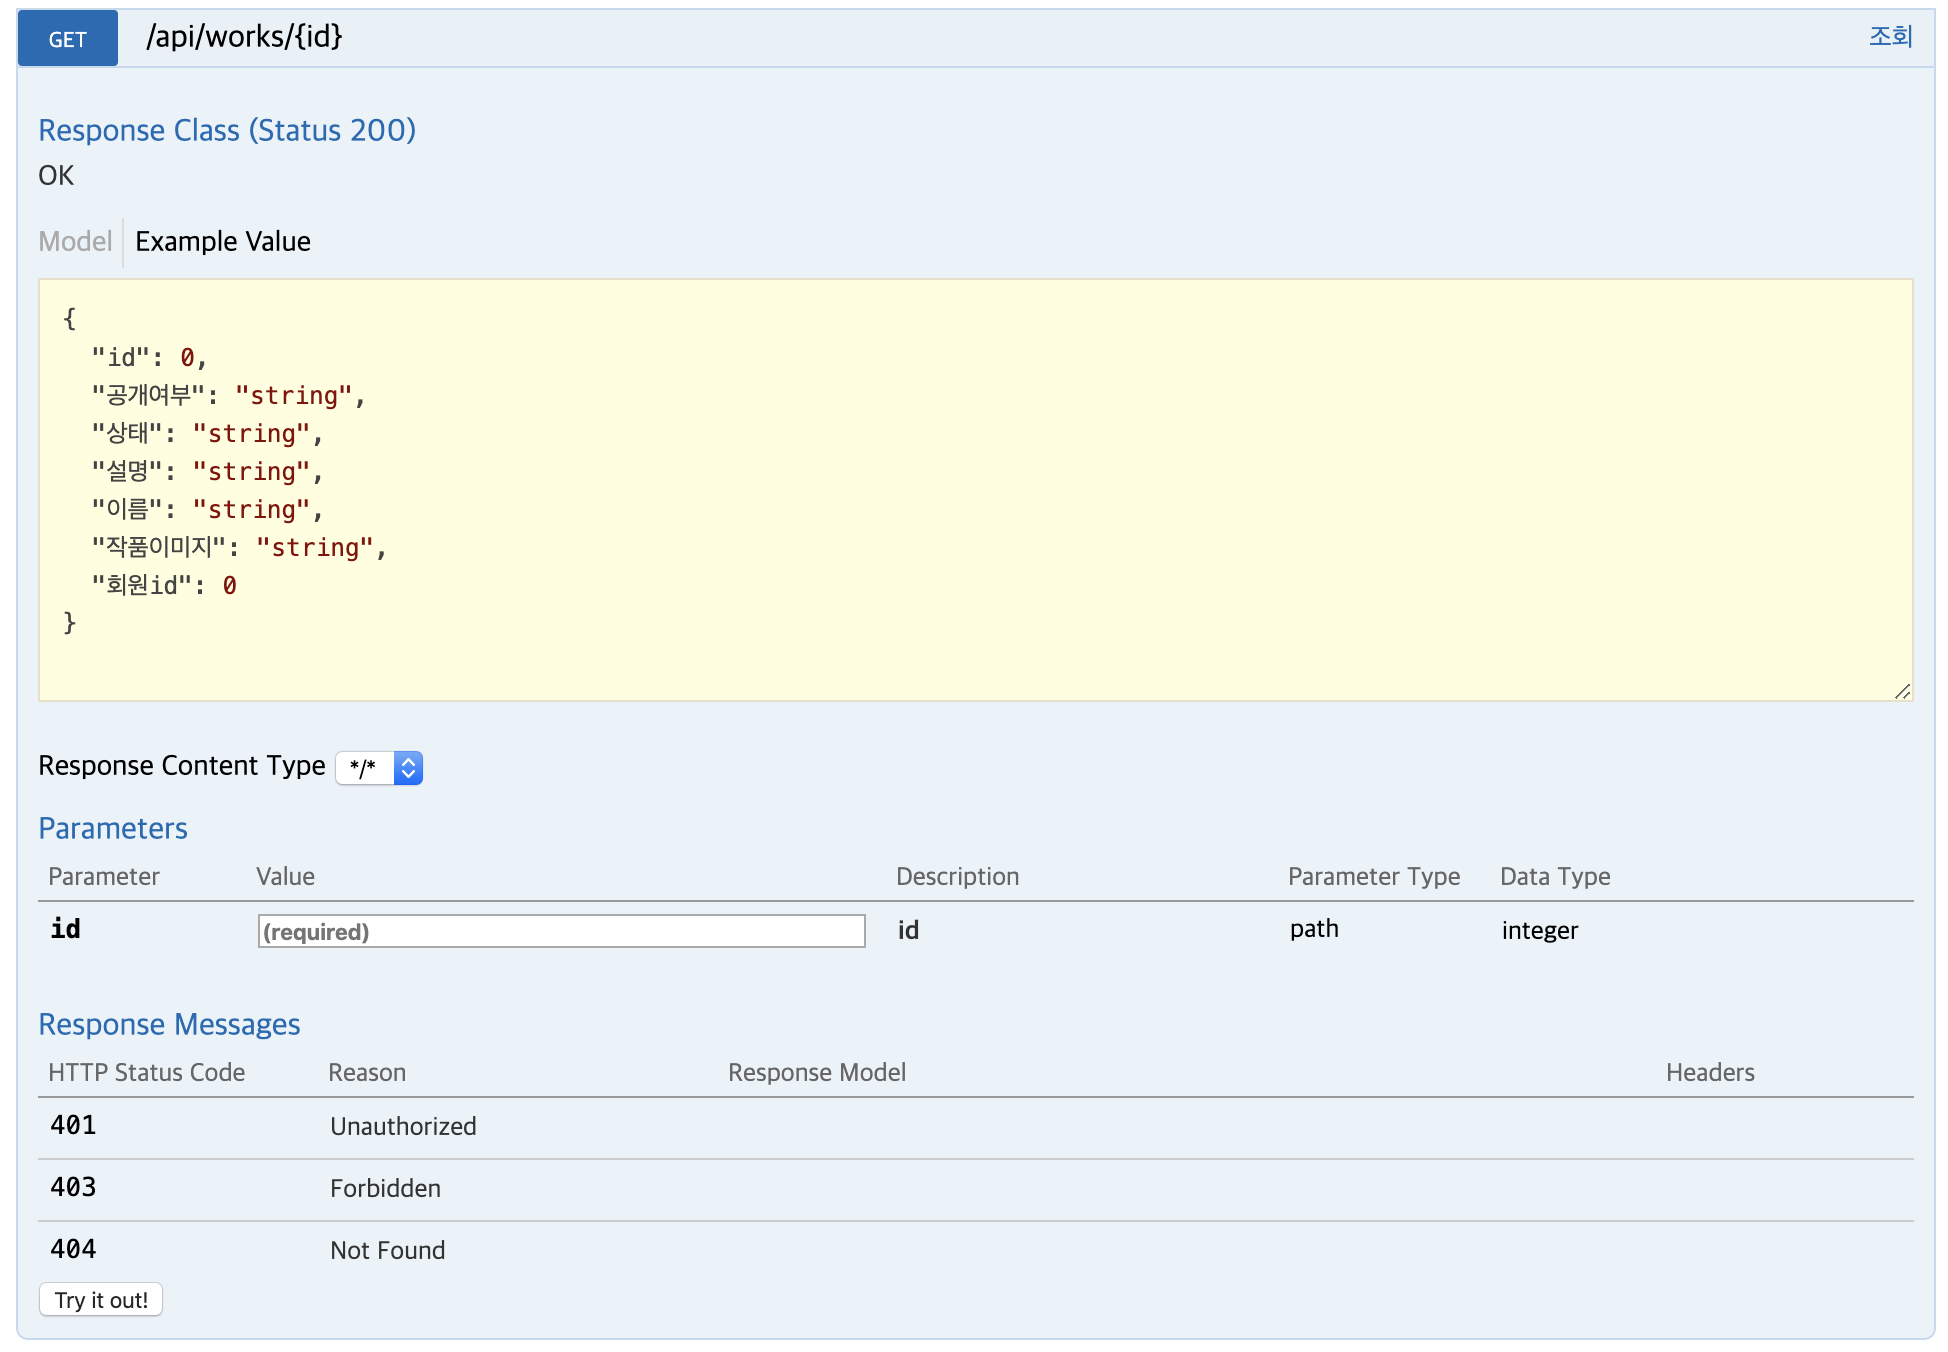 GET /api/works/{id} 조회
Response Class (Status 200)
OK
Model Example Value
{
"id": 0,
"공개여부": "string",
"상태": "string",
"설명": "string",
"이름": "string",
"작품이미지": "string",
"회원id": 0
}
Response Content Type */*
Parameters
Parameter Value Description Parameter Type Data Type
id (required) id path integer
Response Messages
HTTP Status Code Reason Response Model Headers
401 Unauthorized
403 Forbidden
404 Not Found
Try it out!